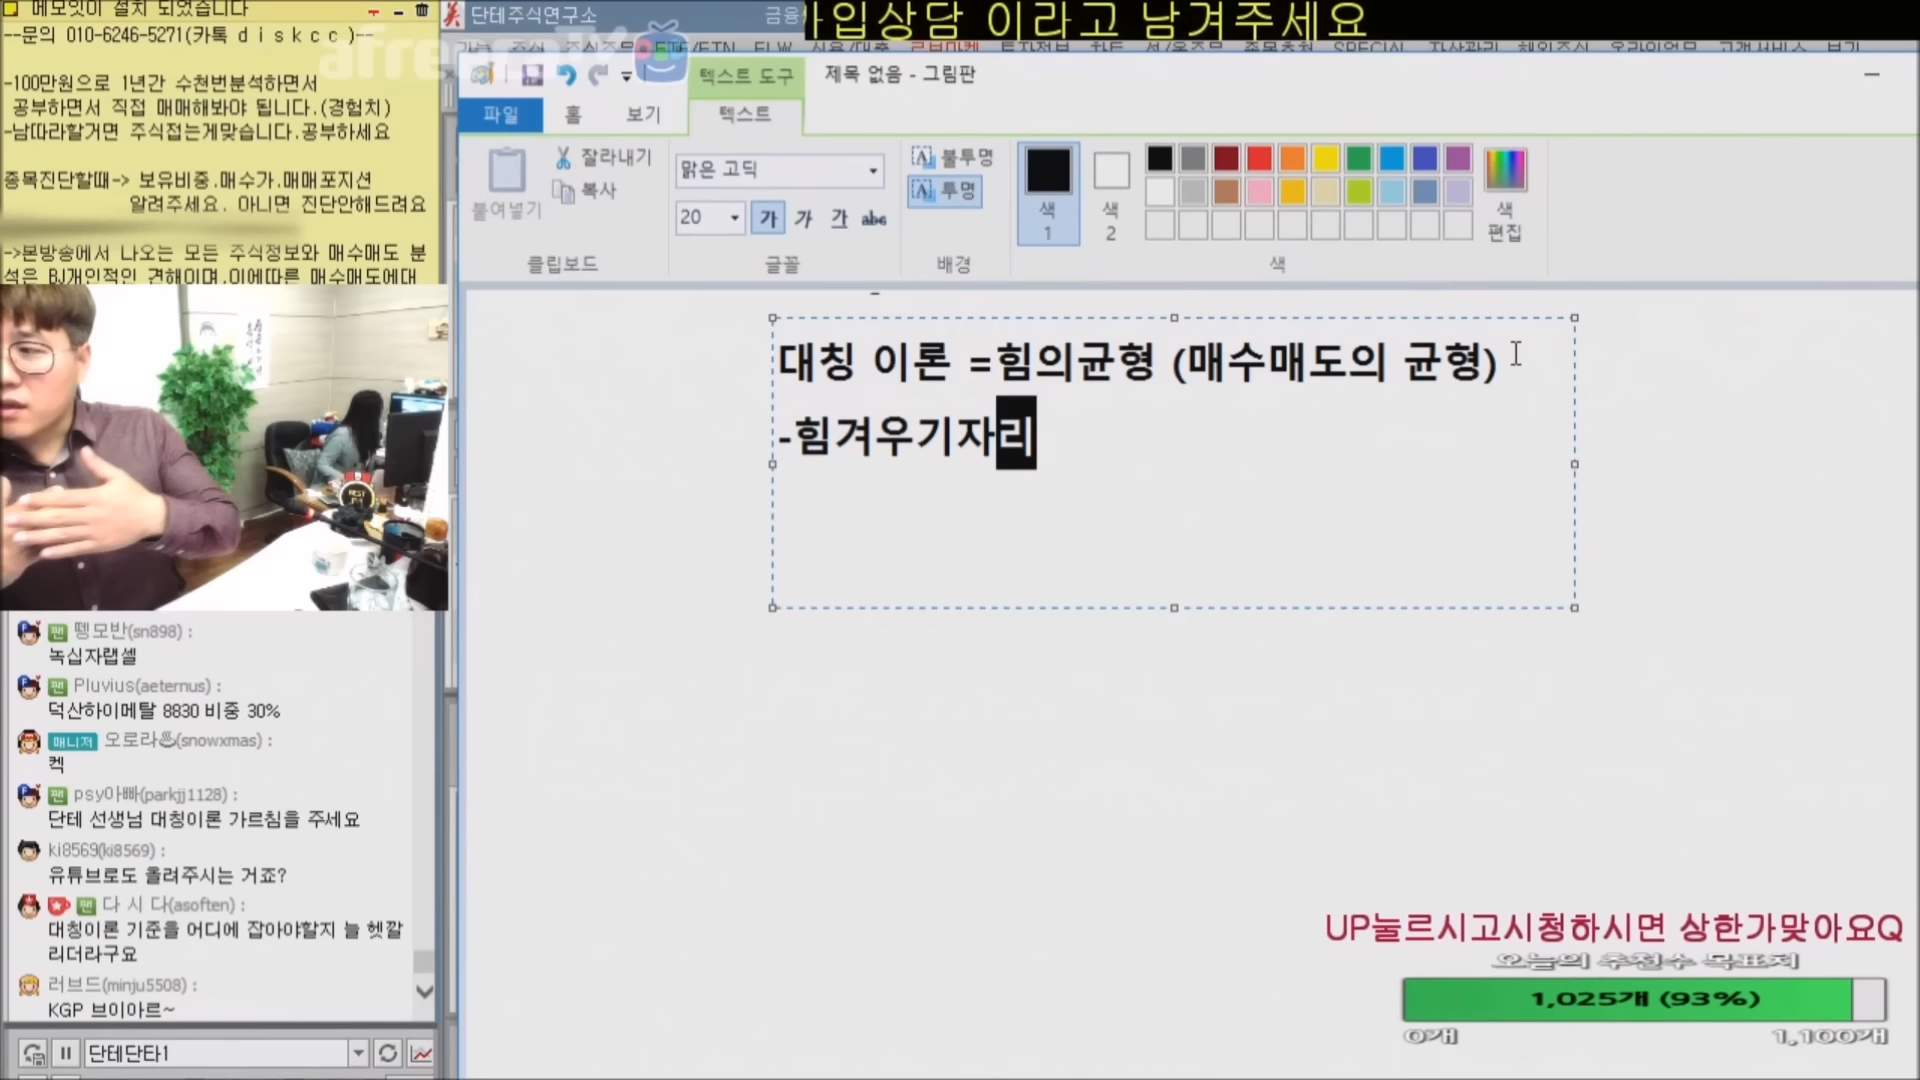 메모잇이 설치 되었습니다
--문의 010-6246-5271(카톡 d i s k c c )--
-100만원으로 1년간 수천번분석하면서
공부하면서 직접 매매해봐야 됩니다.(경험치)
-남따라할거면 주식접는게맞습니다.공부하세요
종목진단할때-> 보유비중.매수가.매매포지션
알려주세요. 아니면 진단안해드려요
->본방송에서 나오는 모든 주식정보와 매수매도 분
석은 BJ개인적인 견해이며,이에따른 매수매도에대
단테주식연구소
금융
가입상담 이라고 남겨주세요
텍스트 도구
제목 없음 - 그림판
파일
홈
보기
텍스트
붙여넣기
잘라내기
복사
클립보드
맑은 고딕
20
가 가 가 abc
글꼴
불투명
투명
배경
색
1
색
2
색
편집
색
대칭 이론 =힘의균형 (매수매도의 균형)
-힘겨우기자리
BEST
팬 뗑모반(sn898) :
녹십자랩셀
팬 Pluvius(aeternus) :
덕산하이메탈 8830 비중 30%
매니저 오로라♨(snowxmas) :
켁
팬 psy아빠(parkjj1128) :
단테 선생님 대칭이론 가르침을 주세요
ki8569(ki8569) :
유튜브로도 올려주시는 거죠?
팬 다 시 다(asoften) :
대칭이론 기준을 어디에 잡아야할지 늘 헷깔
리더라구요
러브드(minju5508) :
KGP 브이아르~
단테단타1
UP눌르시고시청하시면 상한가맞아요Q
오늘의 추천수 목표치
1,025개 (93%)
0개
1,100개